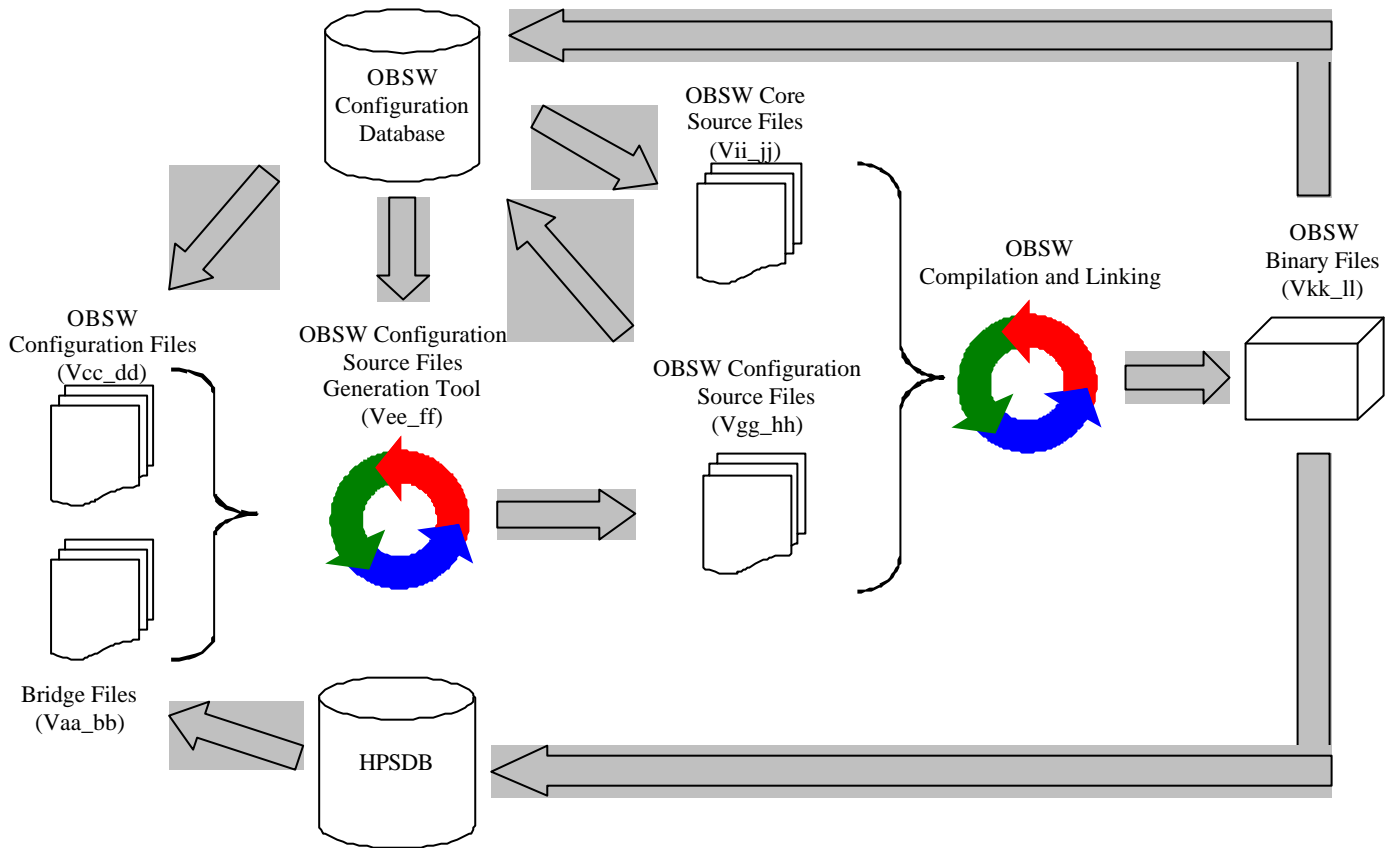 OBSW
Configuration
Database
OBSW Core
Source Files
(Vii_jj)
OBSW
Compilation and Linking
OBSW
Binary Files
(Vkk_ll)
OBSW
Configuration Files
(Vcc_dd)
OBSW Configuration
Source Files
Generation Tool
(Vee_ff)
OBSW Configuration
Source Files
(Vgg_hh)
Bridge Files
(Vaa_bb)
HPSDB